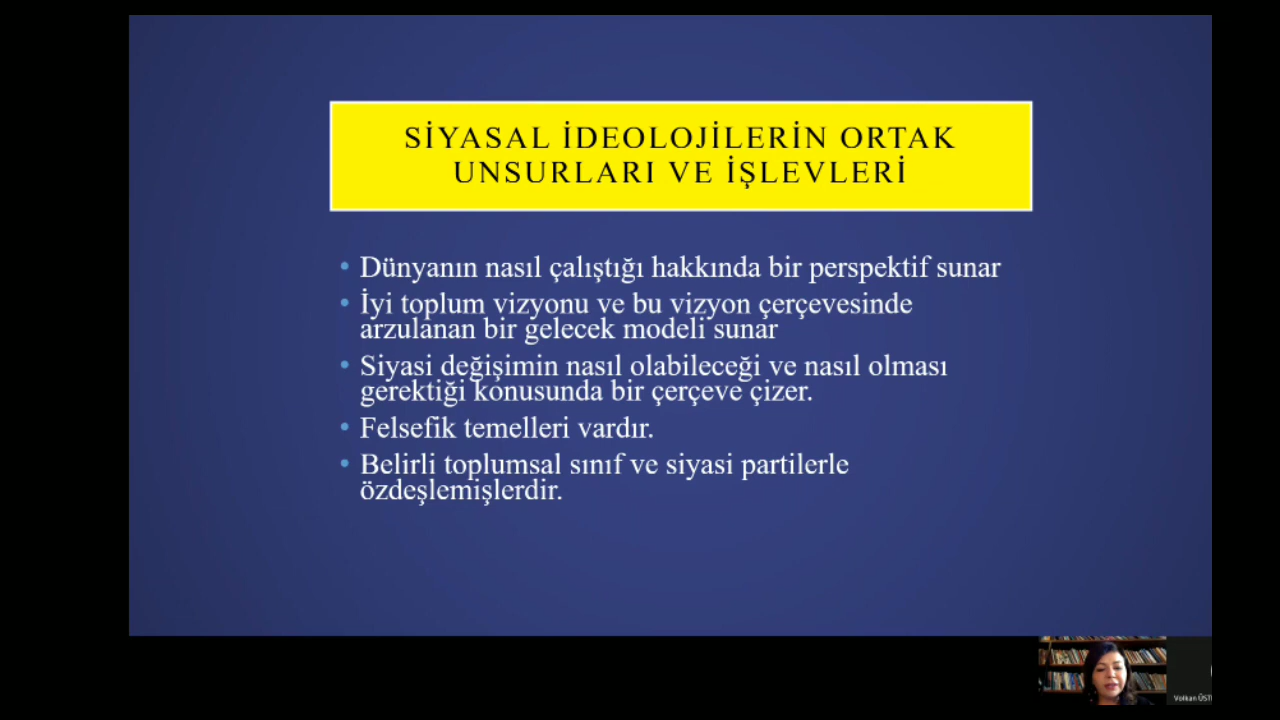 SİYASAL İDEOLOJİLERİN ORTAK
UNSURLARI VE İŞLEVLERİ
• Dünyanın nasıl çalıştığı hakkında bir perspektif sunar
• İyi toplum vizyonu ve bu vizyon çerçevesinde
arzulanan bir gelecek modeli sunar
• Siyasi değişimin nasıl olabileceği ve nasıl olması
gerektiği konusunda bir çerçeve çizer.
• Felsefik temelleri vardır.
• Belirli toplumsal sınıf ve siyasi partilerle
özdeşlemişlerdir.
Volkan